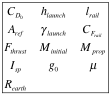 C_{D_0} h_{launch} l_{rail}
A_{ref} γ_{launch} C_{F_{rail}}
F_{thrust} M_{initial} M_{prop}
I_{sp} g_0 μ
R_{earth}